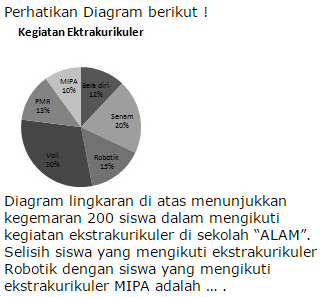 Perhatikan Diagram berikut !
Kegiatan Ektrakurikuler
MIPA
10%
Bela diri
12%
PMR
13%
Senam
20%
Voli
30%
Robotik
15%
Diagram lingkaran di atas menunjukkan
kegemaran 200 siswa dalam mengikuti
kegiatan ekstrakurikuler di sekolah “ALAM”.
Selisih siswa yang mengikuti ekstrakurikuler
Robotik dengan siswa yang mengikuti
ekstrakurikuler MIPA adalah ... .